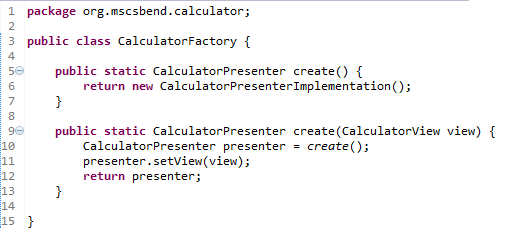 1 package org.mscsbend.calculator;
2
3 public class CalculatorFactory {
4
5 public static CalculatorPresenter create() {
6 return new CalculatorPresenterImplementation();
7 }
8
9 public static CalculatorPresenter create(CalculatorView view) {
10 CalculatorPresenter presenter = create();
11 presenter.setView(view);
12 return presenter;
13 }
14
15 }